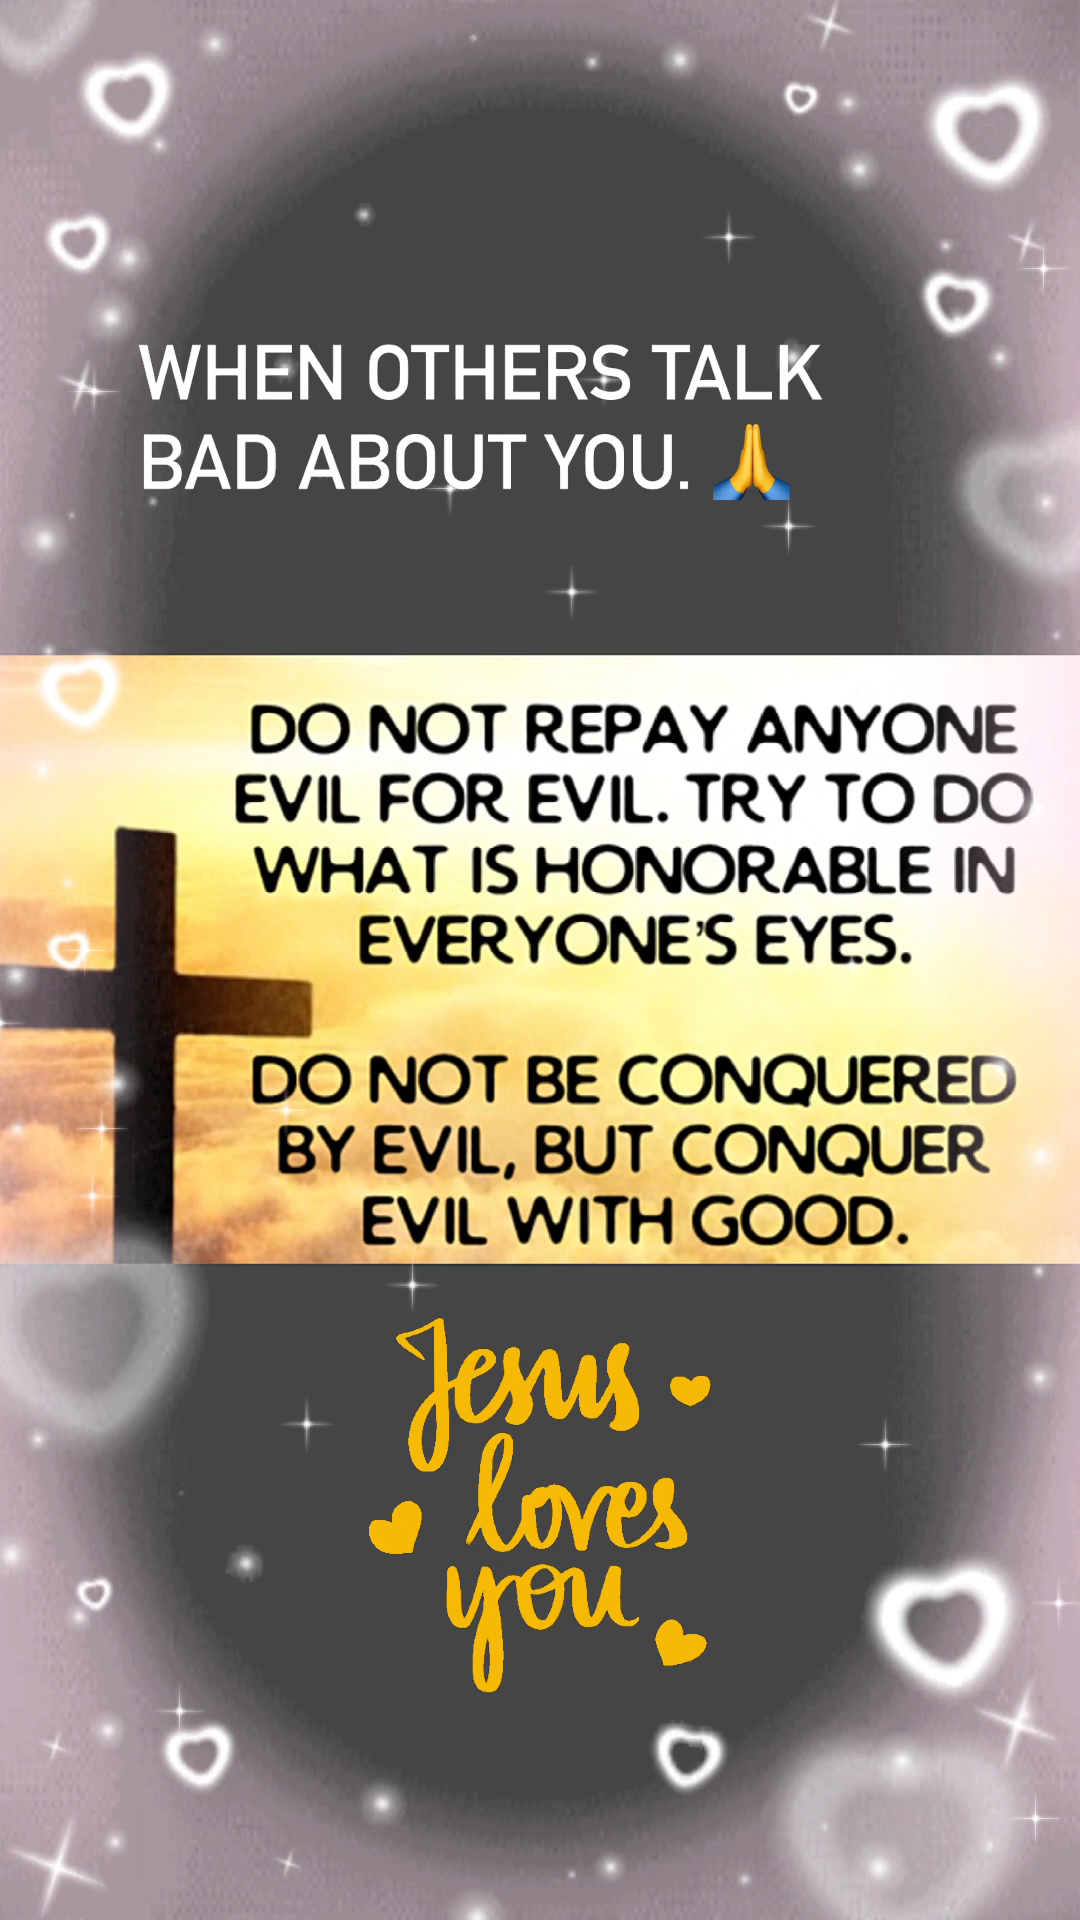 WHEN OTHERS TALK
BAD ABOUT YOU. 🙏
DO NOT REPAY ANYONE
EVIL FOR EVIL. TRY TO DO
WHAT IS HONORABLE IN
EVERYONE'S EYES.
DO NOT BE CONQUERED
BY EVIL, BUT CONQUER
EVIL WITH GOOD.
Jesus
loves
you